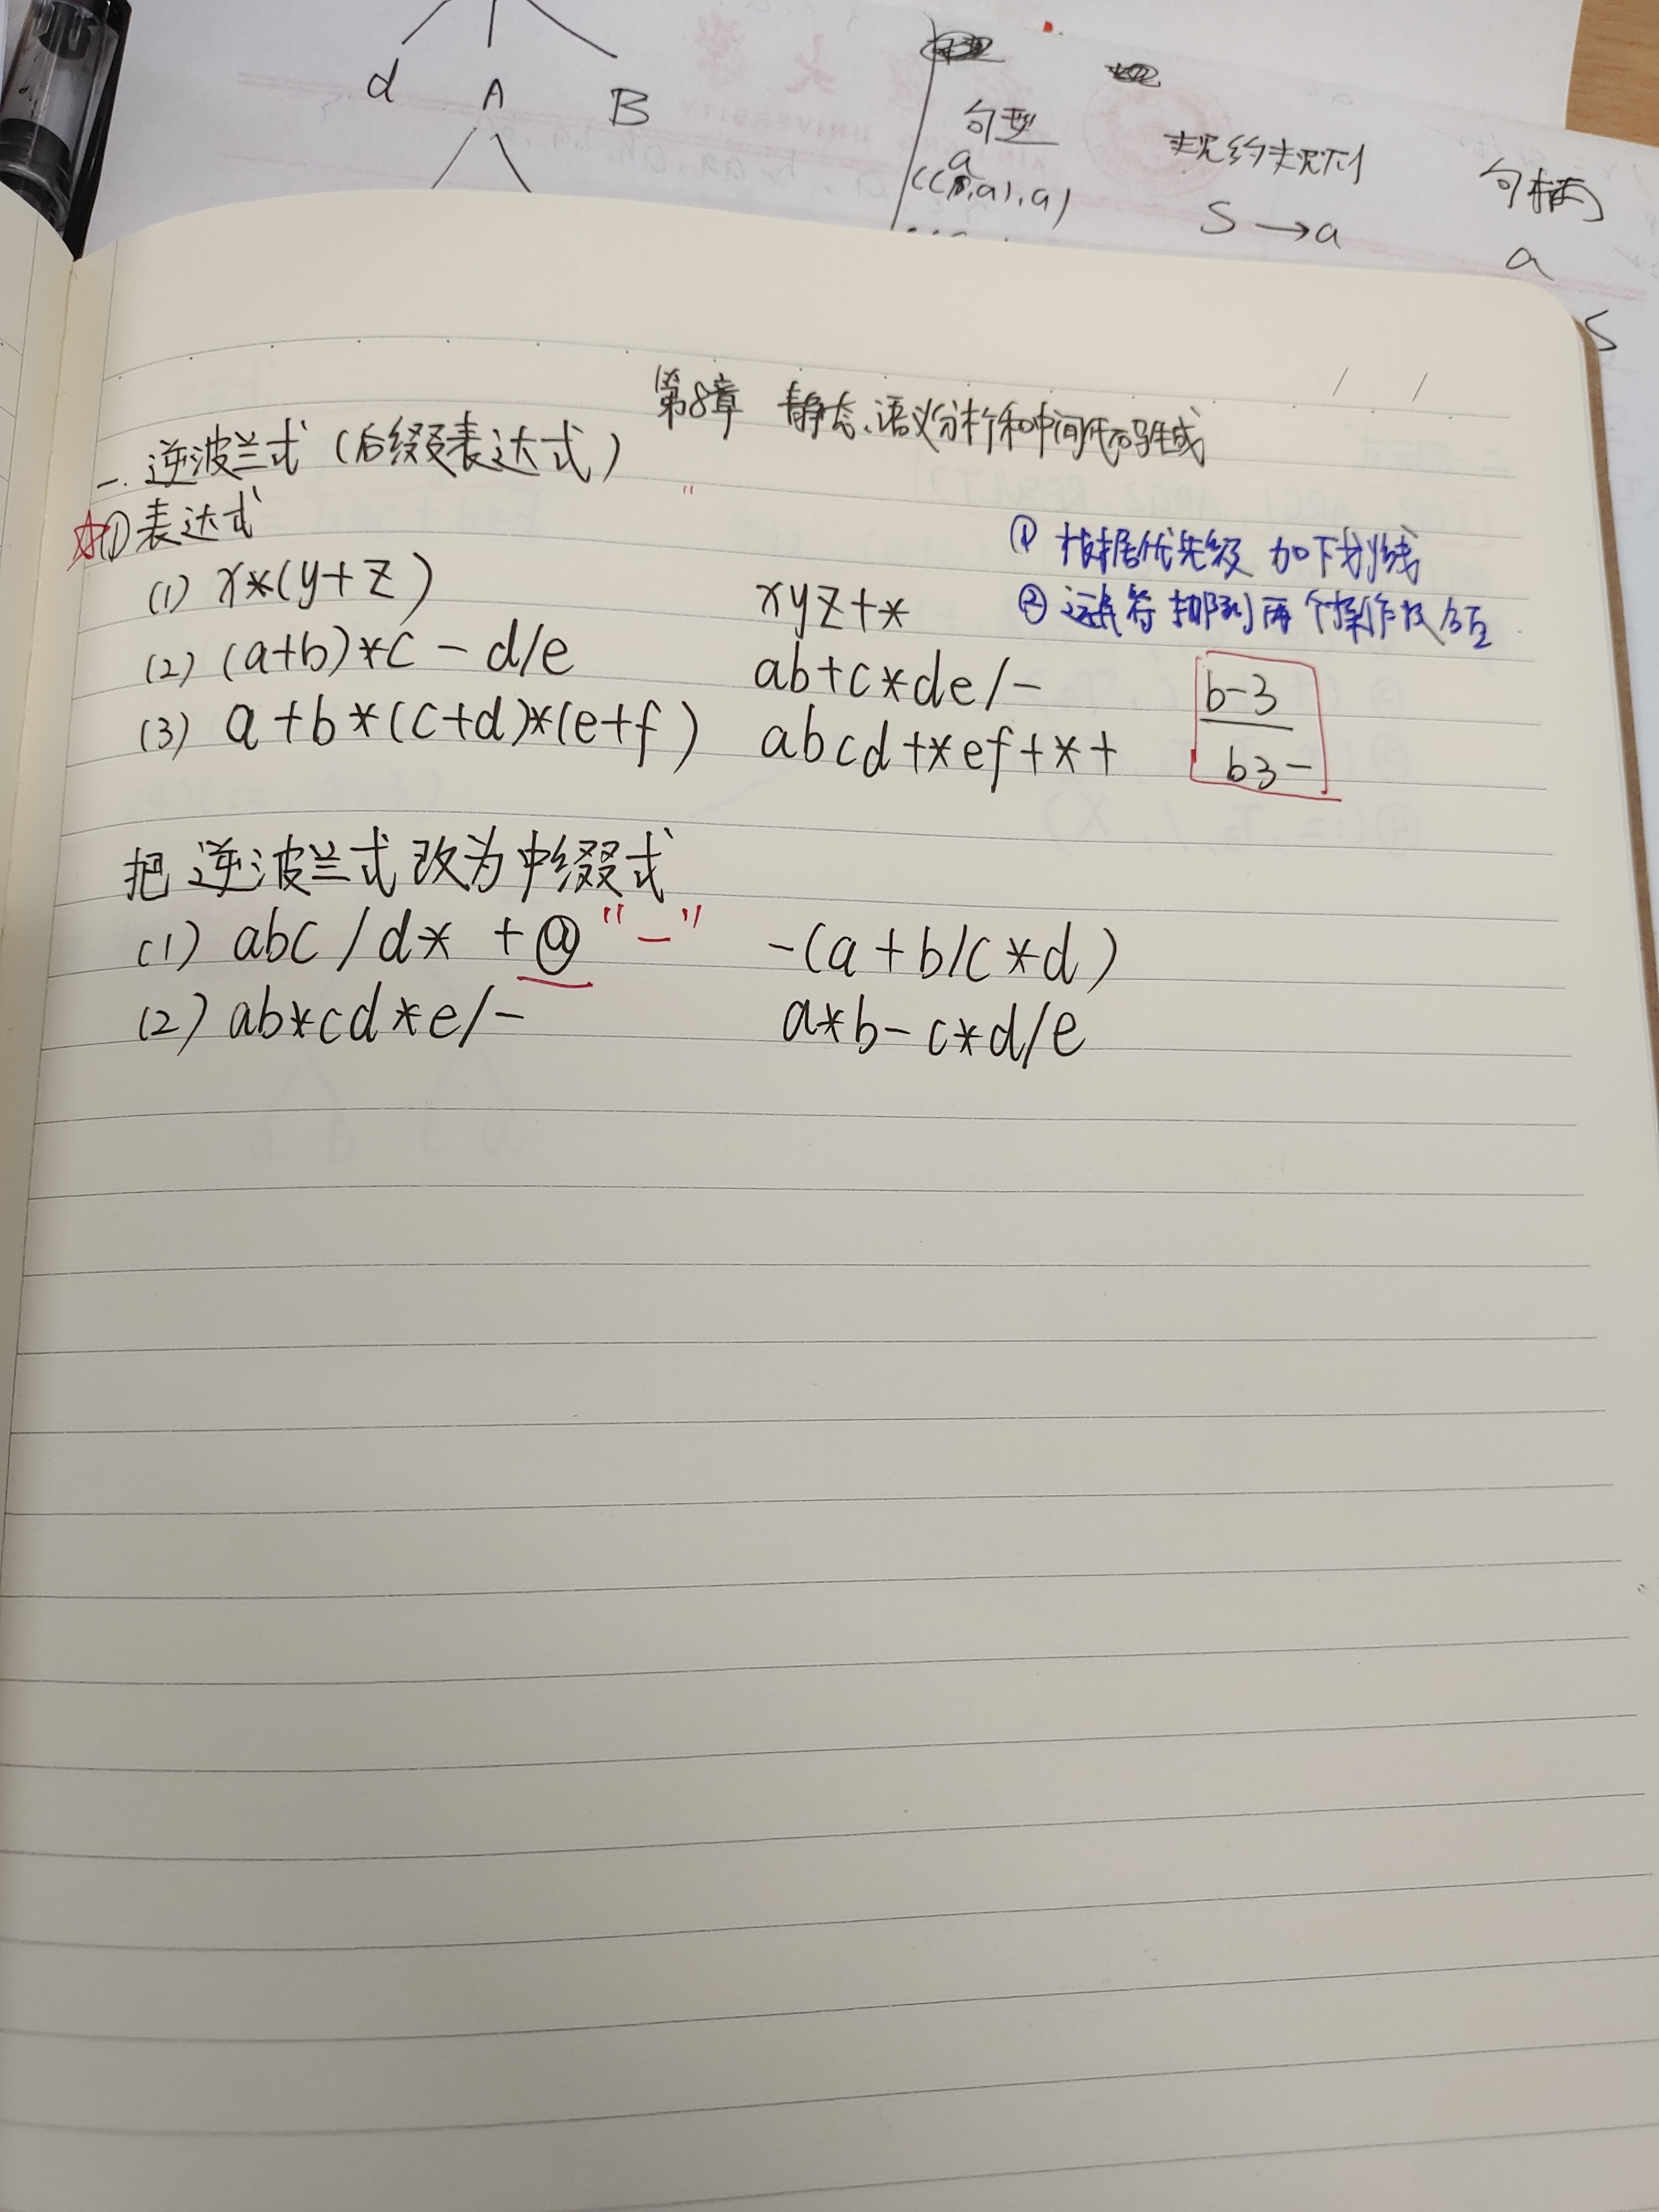 d A B
句型
((a,a),a)
规约规则
S→a
句柄
a
第8章 静态语义分析和中间代码生成
一.逆波兰式(后缀表达式)
①表达式
(1) x*(y+z) xyz+*
(2) (a+b)*c-d/e ab+c*de/-
(3) a+b*(c+d)*(e+f) abcd+*ef+*+
① 根据优先级 加下划线
② 运算符挪到两个操作数右边
b-3
b3-
把逆波兰式改为中缀式
(1) abc/d*+@ "-" -(a+b/c*d)
(2) ab*cd*e/- a*b-c*d/e